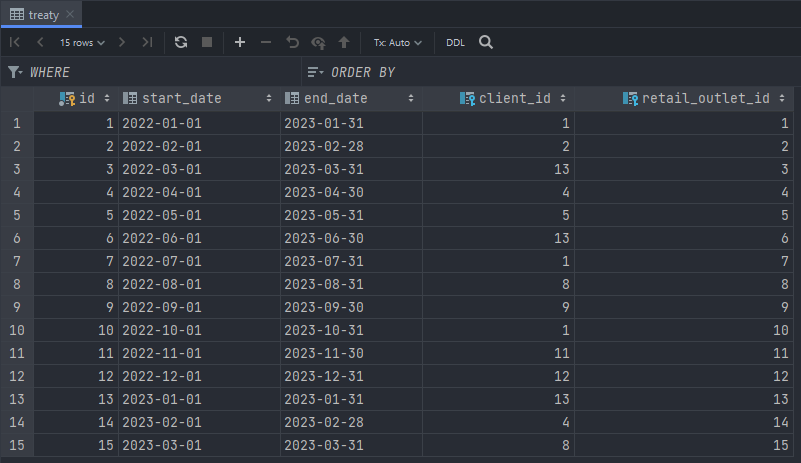 treaty
15 rows Tx: Auto DDL
WHERE ORDER BY
id start_date end_date client_id retail_outlet_id
1 1 2022-01-01 2023-01-31 1 1
2 2 2022-02-01 2023-02-28 2 2
3 3 2022-03-01 2023-03-31 13 3
4 4 2022-04-01 2023-04-30 4 4
5 5 2022-05-01 2023-05-31 5 5
6 6 2022-06-01 2023-06-30 13 6
7 7 2022-07-01 2023-07-31 1 7
8 8 2022-08-01 2023-08-31 8 8
9 9 2022-09-01 2023-09-30 9 9
10 10 2022-10-01 2023-10-31 1 10
11 11 2022-11-01 2023-11-30 11 11
12 12 2022-12-01 2023-12-31 12 12
13 13 2023-01-01 2023-01-31 13 13
14 14 2023-02-01 2023-02-28 4 14
15 15 2023-03-01 2023-03-31 8 15